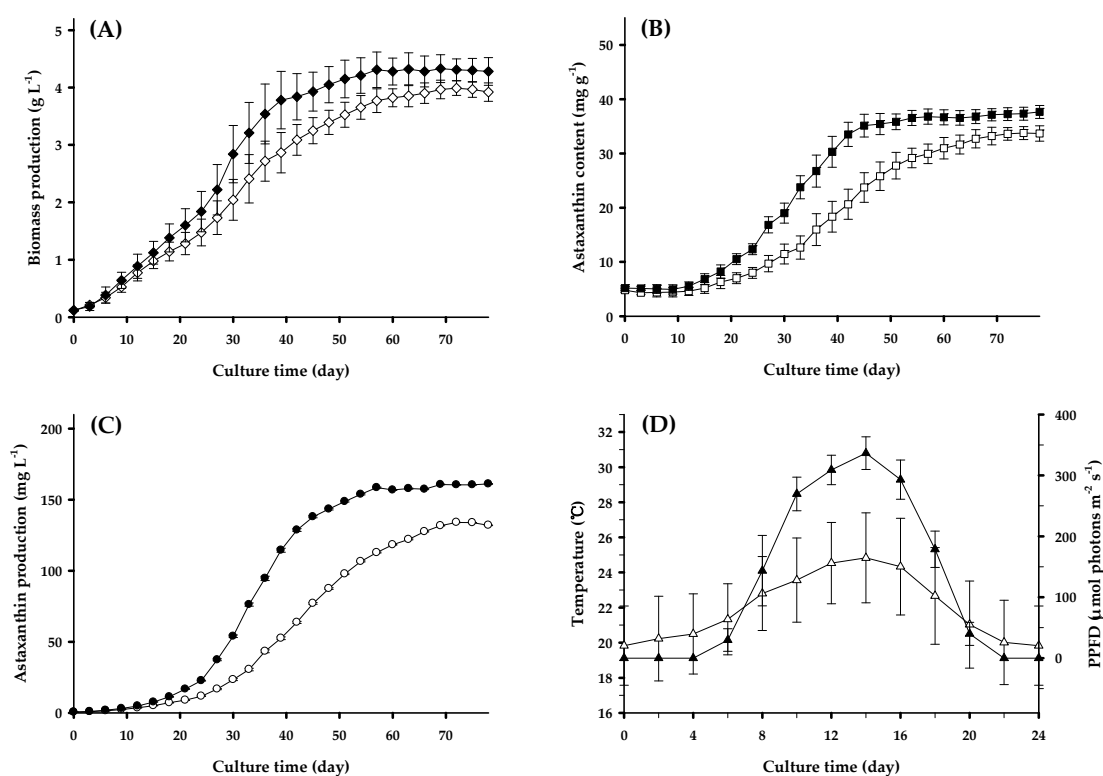 (A)
Biomass production (g L⁻¹)
5
4
3
2
1
0
0 10 20 30 40 50 60 70
Culture time (day)
(B)
Astaxanthin content (mg g⁻¹)
50
40
30
20
10
0
0 10 20 30 40 50 60 70
Culture time (day)
(C)
Astaxanthin production (mg L⁻¹)
200
150
100
50
0
0 10 20 30 40 50 60 70
Culture time (day)
(D)
Temperature (℃)
32
30
28
26
24
22
20
18
16
0 4 8 12 16 20 24
Culture time (day)
400
300
200
100
0
PPFD (μmol photons m⁻² s⁻¹)